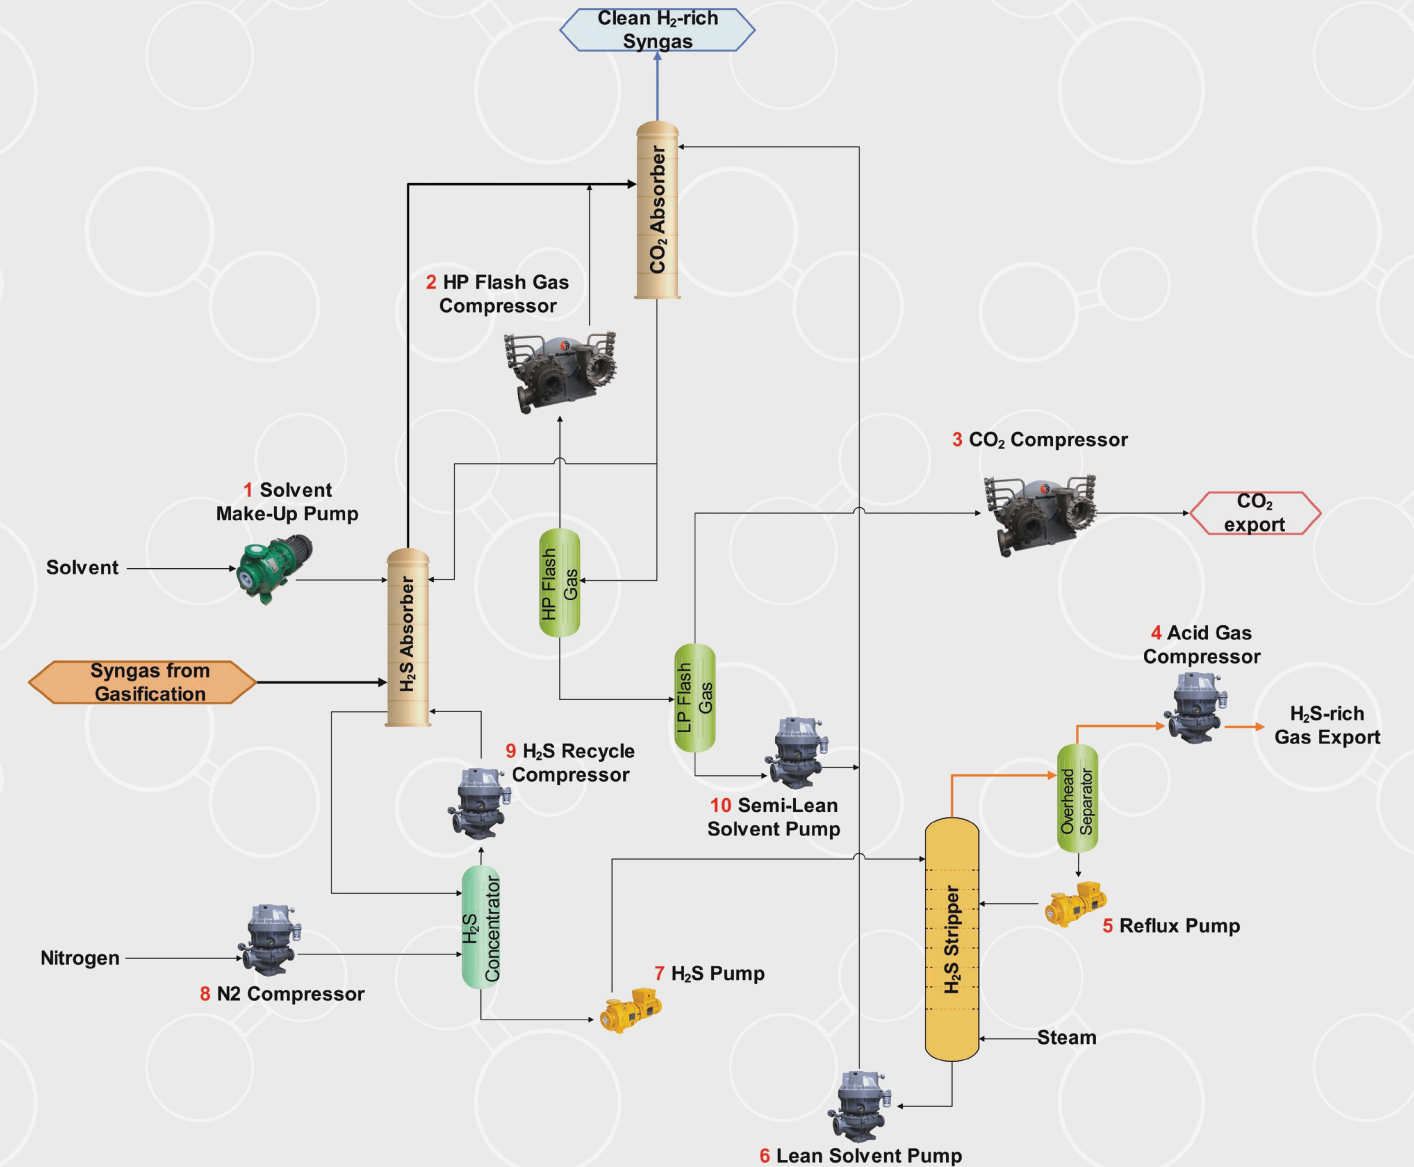 Clean H₂-rich
Syngas
CO₂ Absorber
2 HP Flash Gas
Compressor
3 CO₂ Compressor
CO₂
export
1 Solvent
Make-Up Pump
Solvent
H₂S Absorber
HP Flash
Gas
Syngas from
Gasification
LP Flash
Gas
4 Acid Gas
Compressor
H₂S-rich
Gas Export
9 H₂S Recycle
Compressor
10 Semi-Lean
Solvent Pump
Overhead
Separator
H₂S
Concentrator
H₂S Stripper
5 Reflux Pump
Nitrogen
8 N2 Compressor
7 H₂S Pump
Steam
6 Lean Solvent Pump